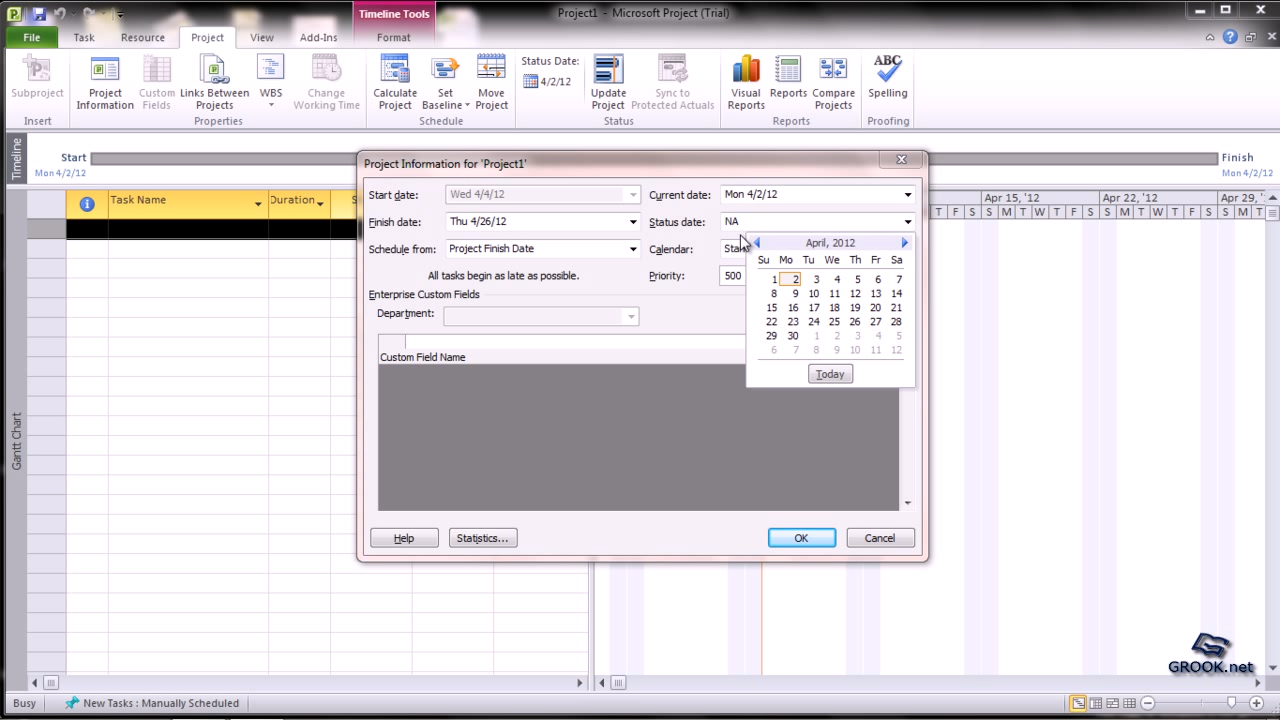 Timeline Tools
Project1 - Microsoft Project (Trial)
File Task Resource Project View Add-Ins Format
Subproject
Project Information
Custom Fields
Links Between Projects
WBS
Change Working Time
Calculate Project
Set Baseline
Move Project
Status Date:
4/2/12
Update Project
Sync to Protected Actuals
Visual Reports
Reports
Compare Projects
ABC
Spelling
Insert Properties Schedule Status Reports Proofing
Timeline
Start
Mon 4/2/12
Finish
Mon 4/2/12
Task Name Duration
Apr 15, '12 Apr 22, '12 Apr 29, '
T F S S M T W T F S S M T W T F S S M T
Gantt Chart
Project Information for 'Project1'
Start date: Wed 4/4/12 Current date: Mon 4/2/12
Finish date: Thu 4/26/12 Status date: NA
Schedule from: Project Finish Date Calendar: Sta
All tasks begin as late as possible. Priority: 500
Enterprise Custom Fields
Department:
Custom Field Name
April, 2012
Su Mo Tu We Th Fr Sa
1 2 3 4 5 6 7
8 9 10 11 12 13 14
15 16 17 18 19 20 21
22 23 24 25 26 27 28
29 30 1 2 3 4 5
6 7 8 9 10 11 12
Today
Help Statistics... OK Cancel
GROOK.net
Busy New Tasks : Manually Scheduled